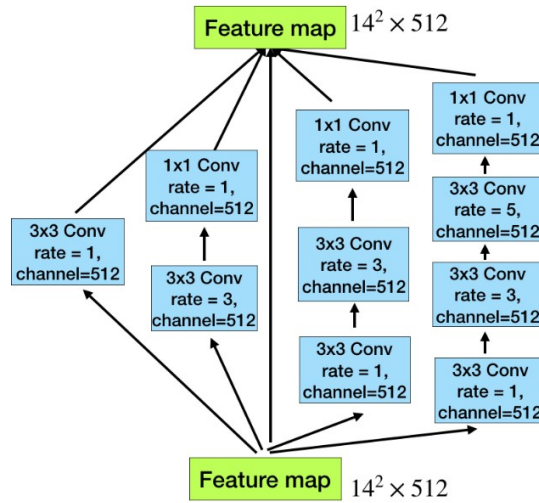 Feature map
14² × 512
3x3 Conv
rate = 1,
channel=512
1x1 Conv
rate = 1,
channel=512
3x3 Conv
rate = 3,
channel=512
1x1 Conv
rate = 1,
channel=512
3x3 Conv
rate = 3,
channel=512
3x3 Conv
rate = 1,
channel=512
1x1 Conv
rate = 1,
channel=512
3x3 Conv
rate = 5,
channel=512
3x3 Conv
rate = 3,
channel=512
3x3 Conv
rate = 1,
channel=512
Feature map
14² × 512